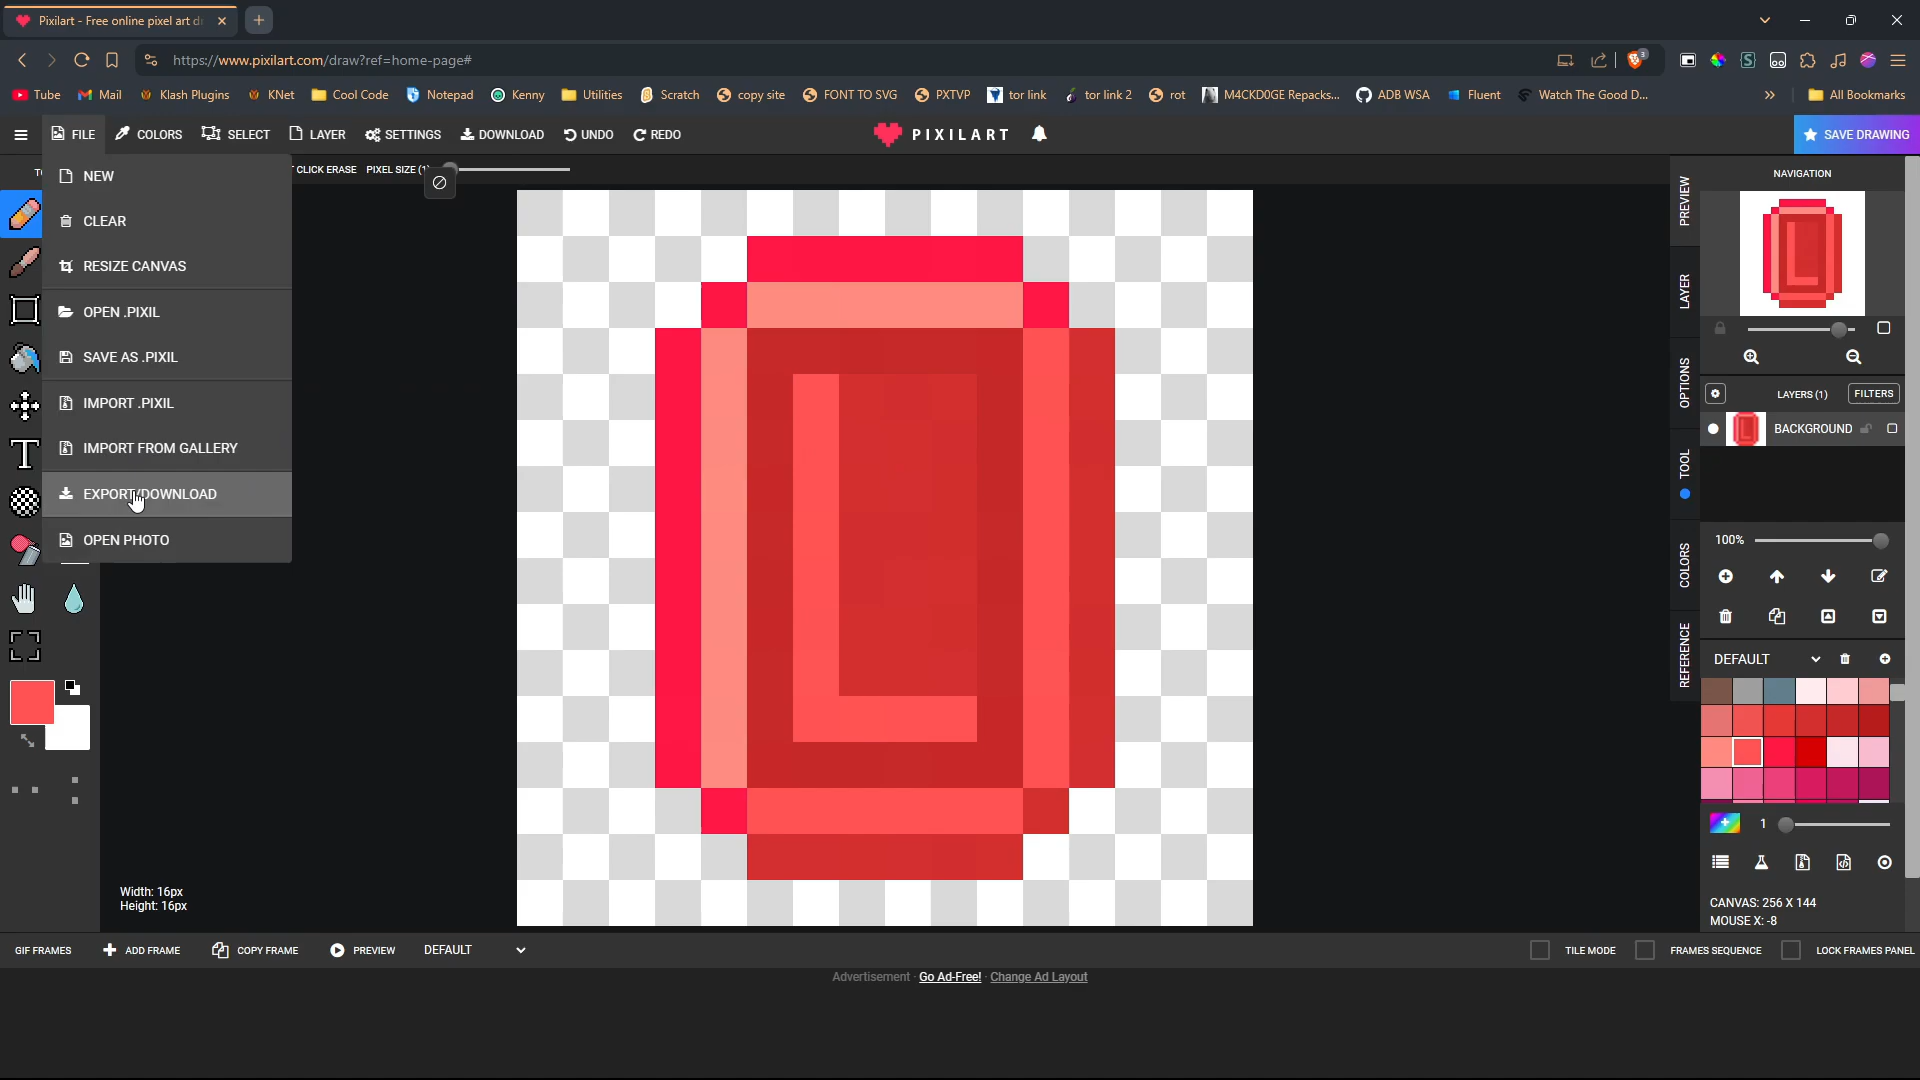 Pixilart - Free online pixel art d
https://www.pixilart.com/draw?ref=home-page#
3
Tube Mail Klash Plugins KNet Cool Code Notepad Kenny Utilities Scratch copy site FONT TO SVG PXTVP tor link tor link 2 rot M4CKD0GE Repacks... ADB WSA Fluent Watch The Good D... All Bookmarks
FILE COLORS SELECT LAYER SETTINGS DOWNLOAD UNDO REDO PIXILART SAVE DRAWING
CLICK ERASE PIXEL SIZE (1)
NEW
CLEAR
RESIZE CANVAS
OPEN .PIXIL
SAVE AS .PIXIL
IMPORT .PIXIL
IMPORT FROM GALLERY
EXPORT/DOWNLOAD
OPEN PHOTO
Width: 16px
Height: 16px
PREVIEW
LAYER
OPTIONS
TOOL
COLORS
REFERENCE
NAVIGATION
LAYERS (1) FILTERS
BACKGROUND
100%
DEFAULT
1
CANVAS: 256 X 144
MOUSE X: -8
GIF FRAMES ADD FRAME COPY FRAME PREVIEW DEFAULT TILE MODE FRAMES SEQUENCE LOCK FRAMES PANEL
Advertisement · Go Ad-Free! · Change Ad Layout